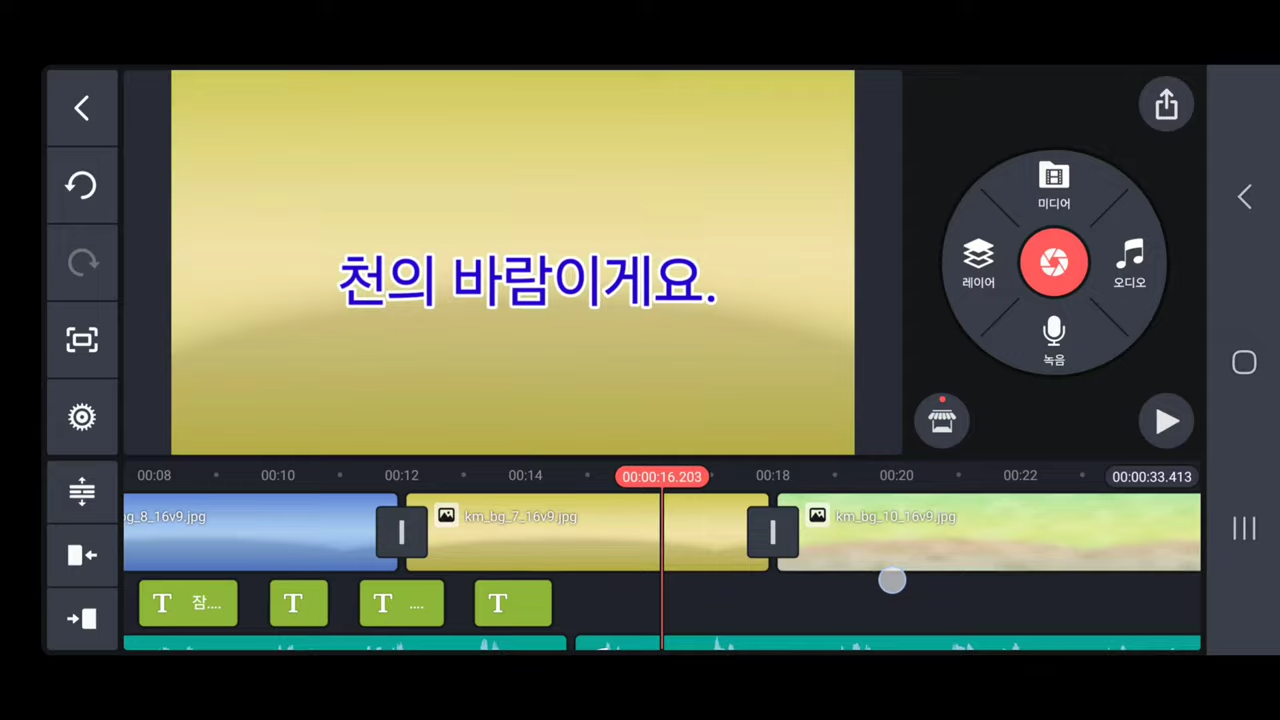 천의 바람이게요.
미디어
레이어
오디오
녹음
00:08
00:10
00:12
00:14
00:00:16.203
00:18
00:20
00:22
00:00:33.413
g_8_16v9.jpg
km_bg_7_16v9.jpg
km_bg_10_16v9.jpg
T 잠....
T
T ....
T